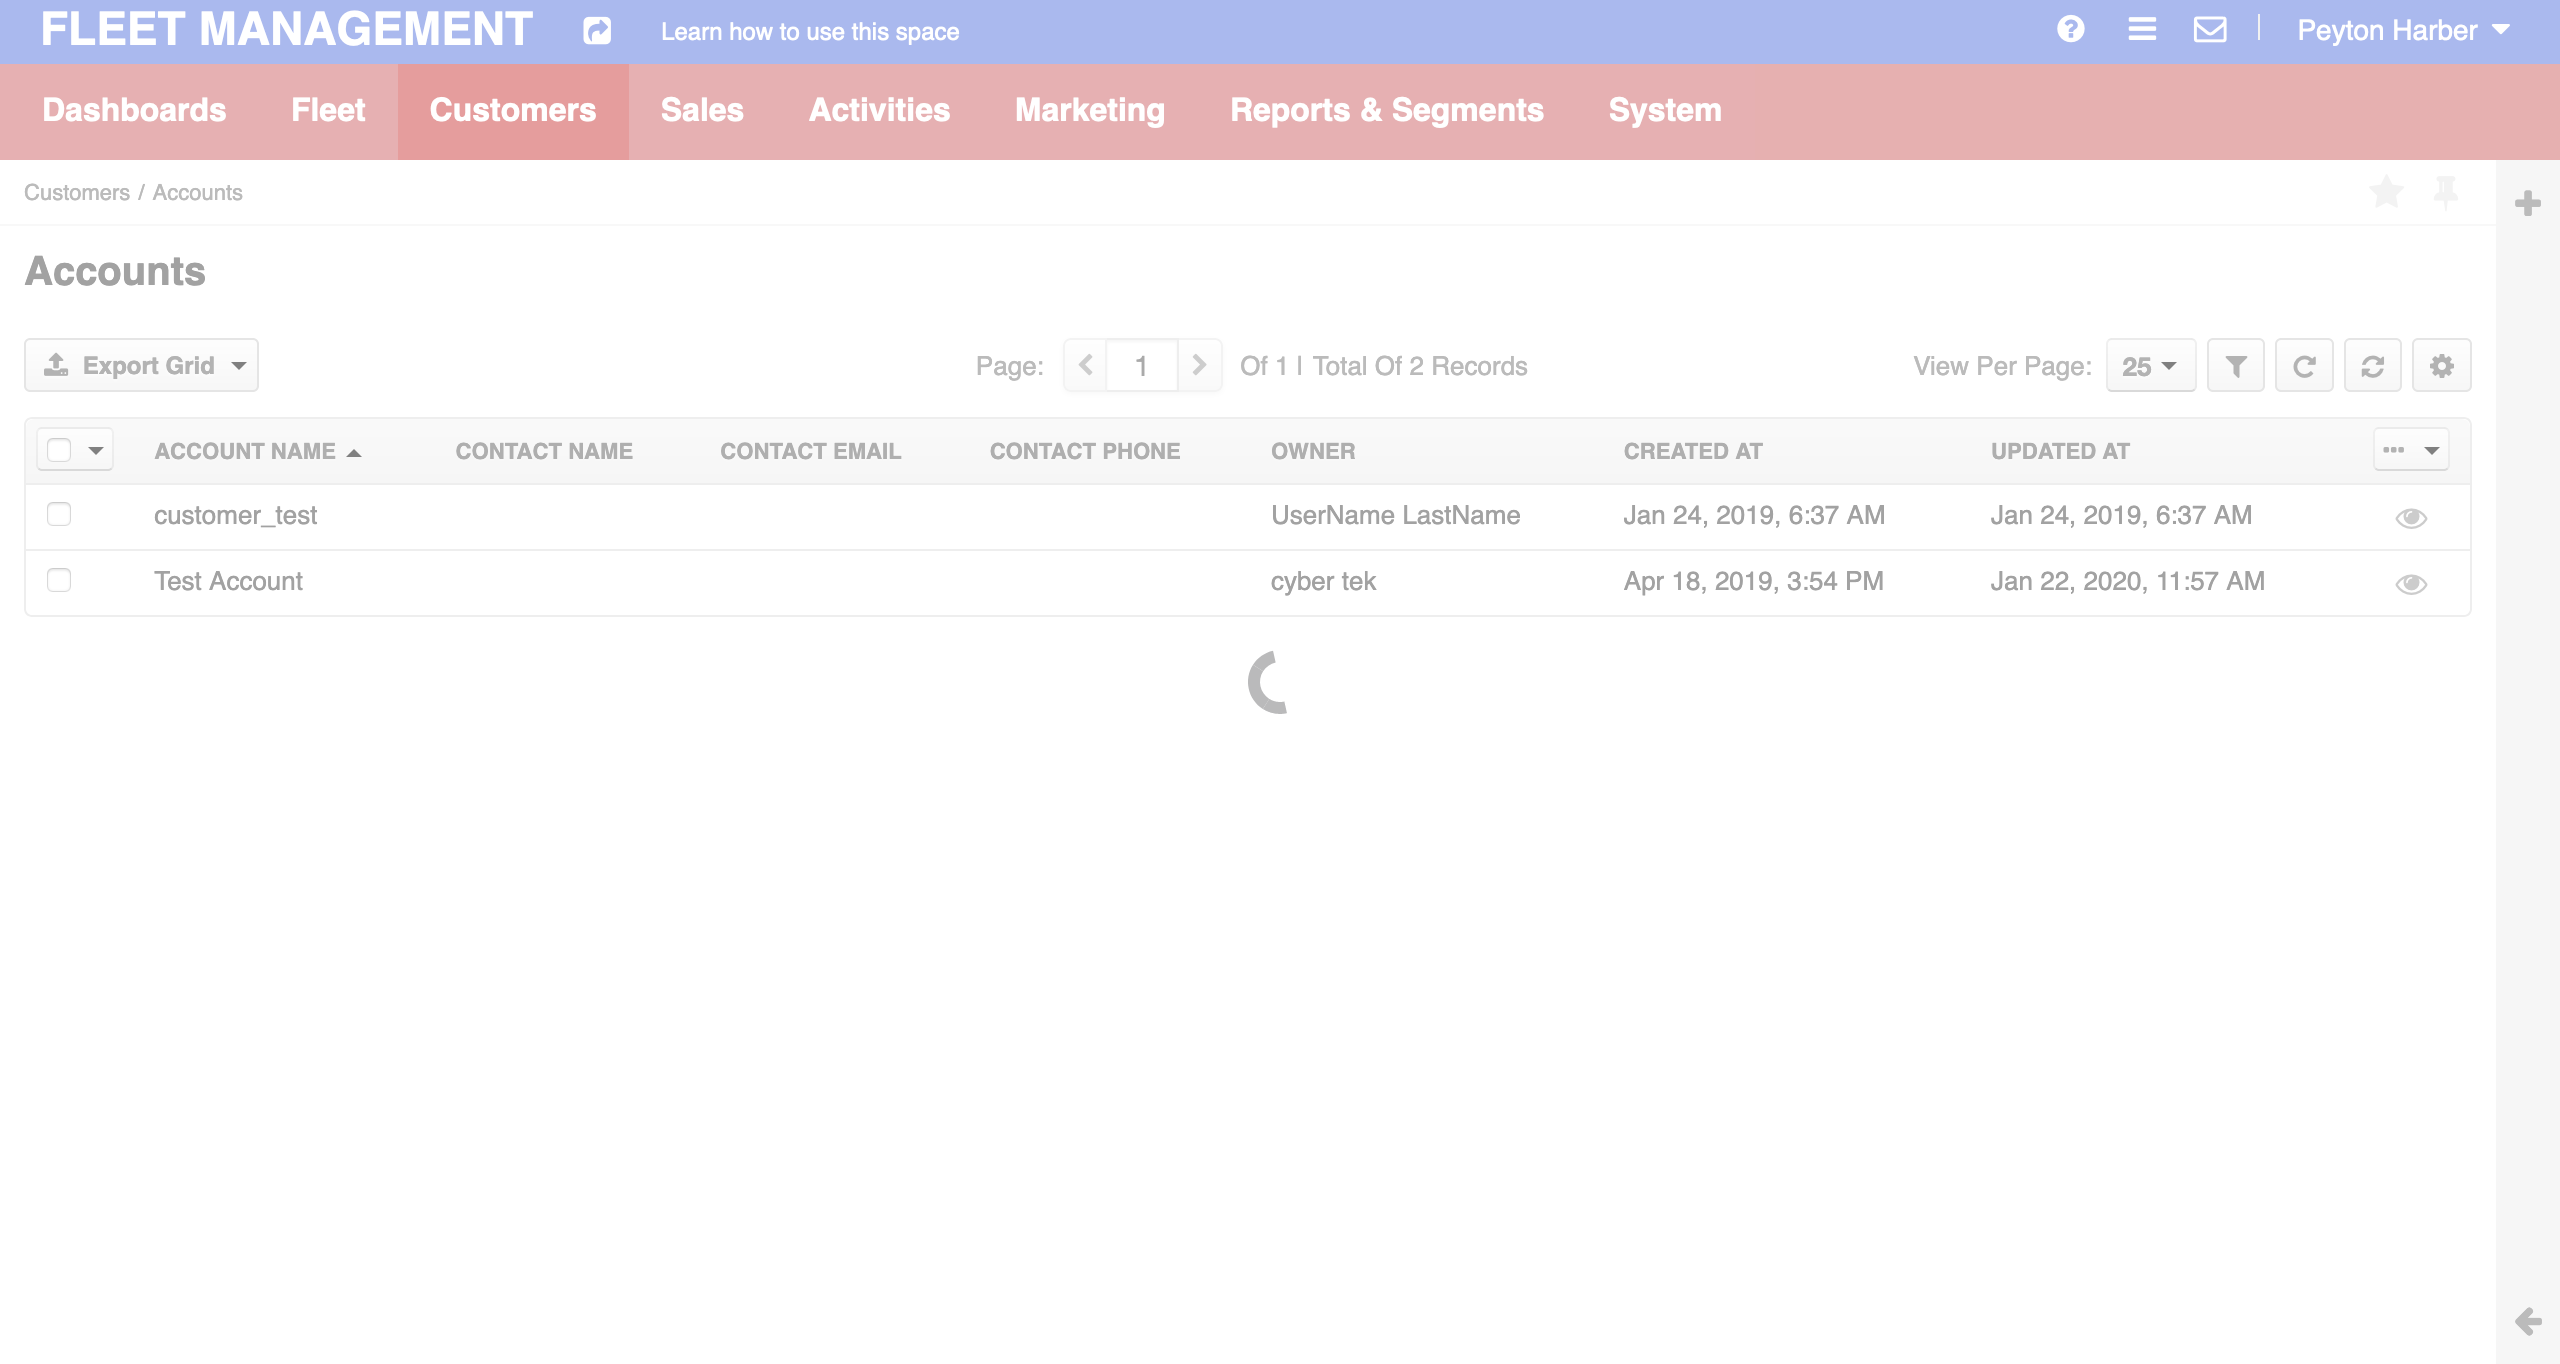 FLEET MANAGEMENT Learn how to use this space Peyton Harber
Dashboards Fleet Customers Sales Activities Marketing Reports & Segments System
Customers / Accounts
Accounts
Export Grid Page: 1 Of 1 | Total Of 2 Records View Per Page: 25
ACCOUNT NAME CONTACT NAME CONTACT EMAIL CONTACT PHONE OWNER CREATED AT UPDATED AT
customer_test UserName LastName Jan 24, 2019, 6:37 AM Jan 24, 2019, 6:37 AM
Test Account cyber tek Apr 18, 2019, 3:54 PM Jan 22, 2020, 11:57 AM